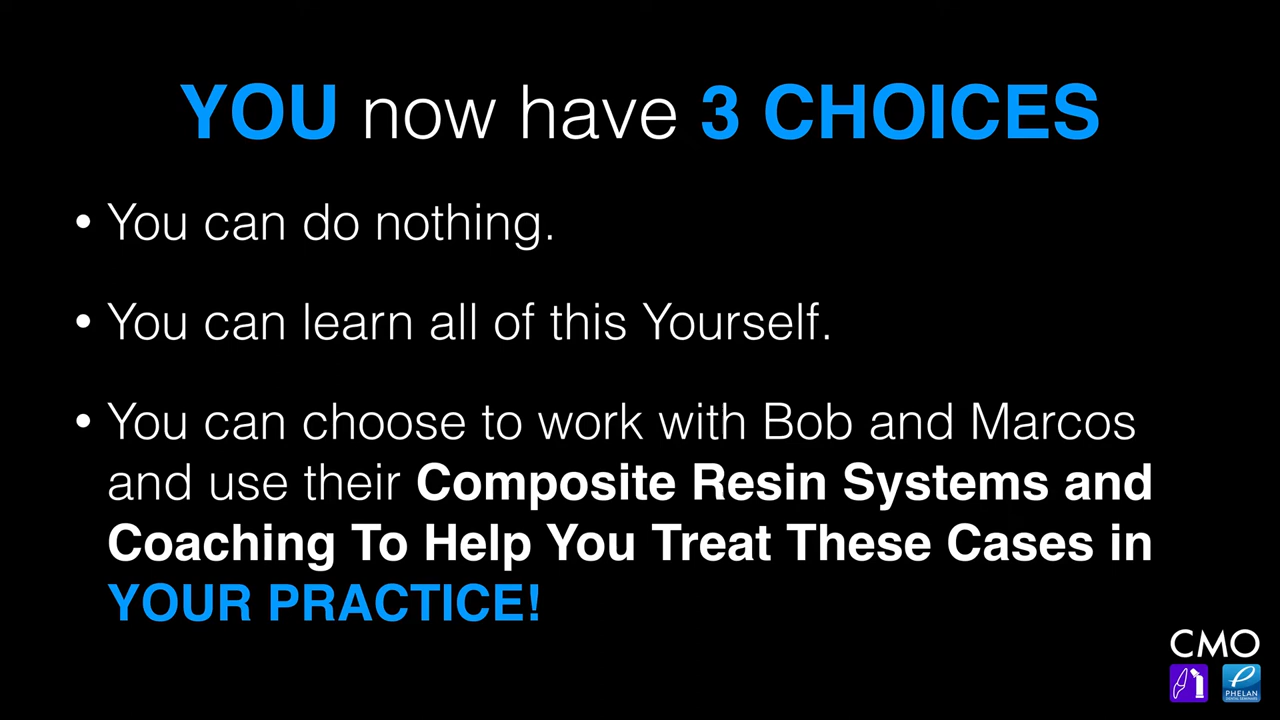 YOU now have 3 CHOICES
• You can do nothing.
• You can learn all of this Yourself.
• You can choose to work with Bob and Marcos
and use their Composite Resin Systems and
Coaching To Help You Treat These Cases in
YOUR PRACTICE!
CMO
PHELAN
DENTAL SEMINARS